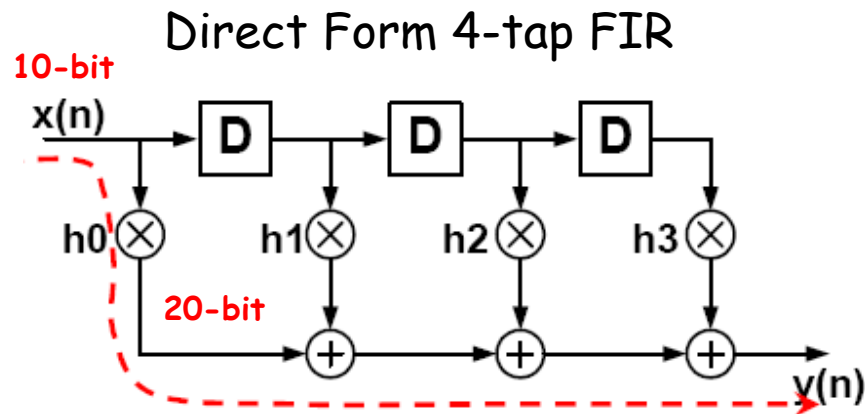 Direct Form 4-tap FIR
10-bit
x(n)
D D D
h0 h1 h2 h3
20-bit
y(n)